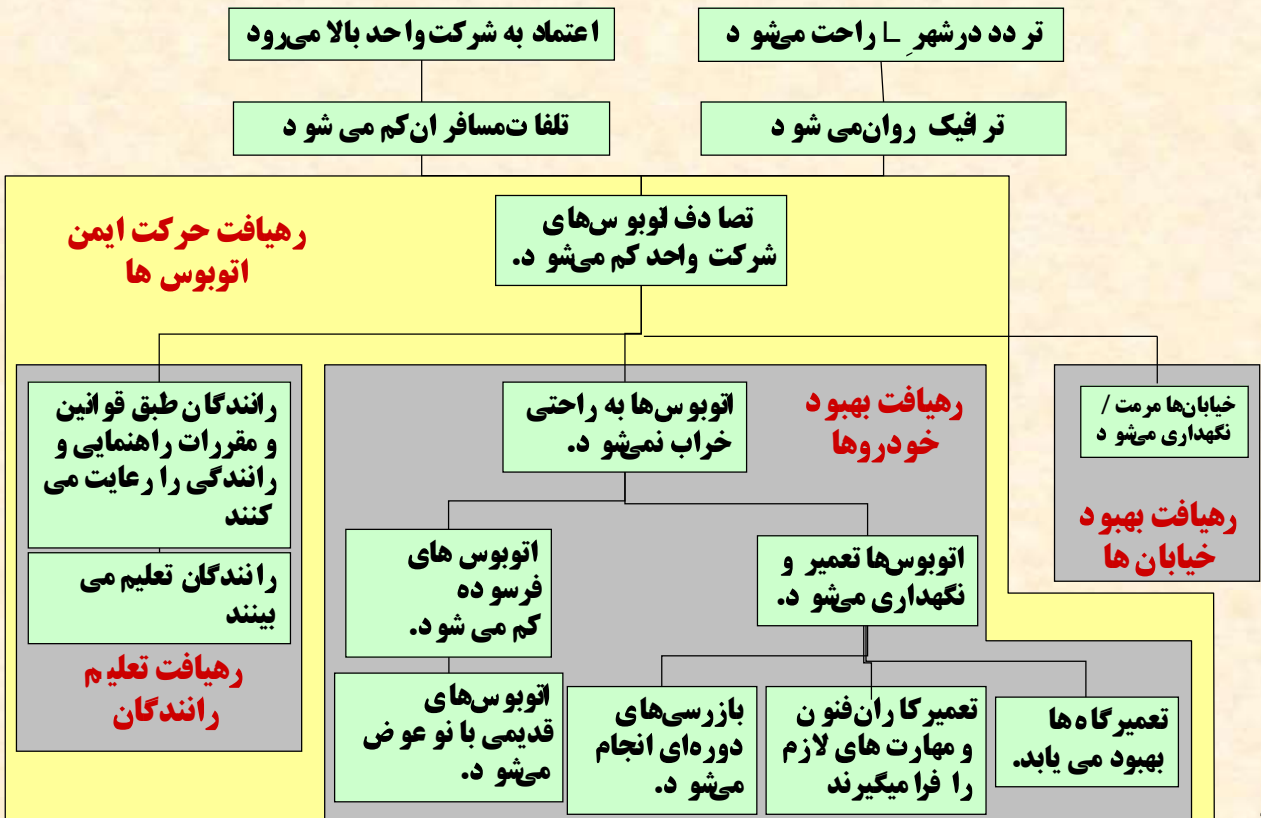 تردد در شهر L راحت می‌شود
اعتماد به شرکت واحد بالا می‌رود
ترافیک روان می شود
تلفات مسافران کم می شود
تصادف اتوبوس‌های
شرکت واحد کم می‌شود.
رهیافت حرکت ایمن
اتوبوس ها
خیابان‌ها مرمت /
نگهداری می‌شود
رهیافت بهبود
خیابان ها
رهیافت بهبود
خودروها
اتوبوس‌ها به راحتی
خراب نمی‌شود.
رانندگان طبق قوانین
و مقررات راهنمایی و
رانندگی را رعایت می
کنند
رانندگان تعلیم می
بینند
رهیافت تعلیم
رانندگان
اتوبوس‌ها تعمیر و
نگهداری می‌شود.
اتوبوس های
فرسوده
کم می شود.
تعمیرگاه ها
بهبود می یابد.
تعمیرکاران فنون
و مهارت های لازم
را فرا میگیرند
بازرسی‌های
دوره‌ای انجام
می‌شود.
اتوبوس‌های
قدیمی با نو عوض
می‌شود.